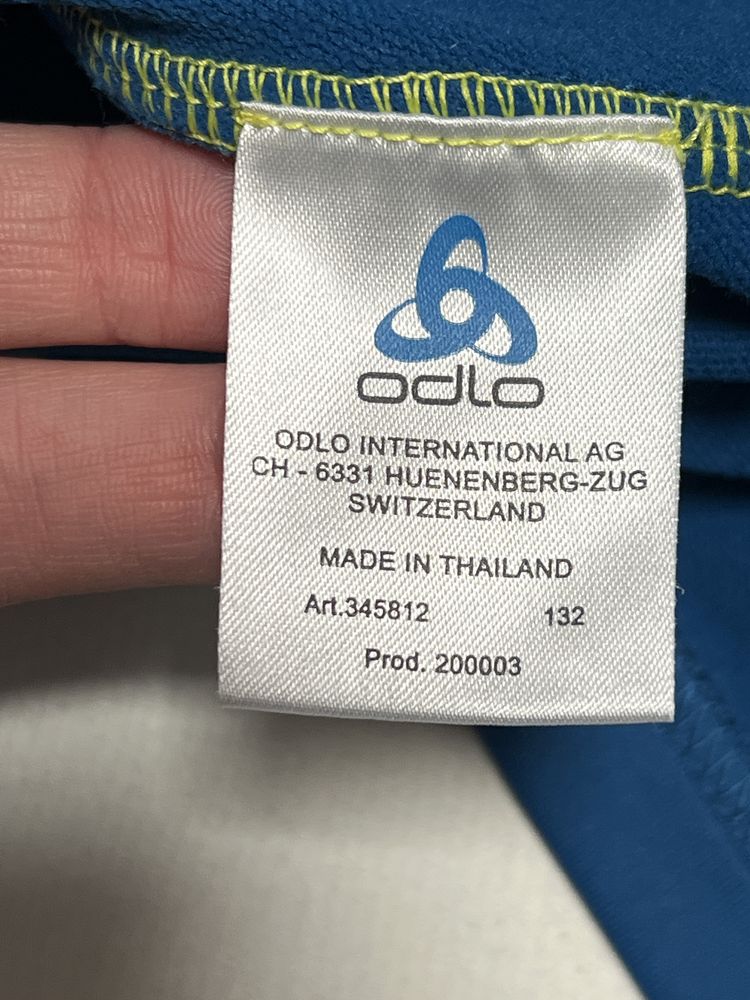 odlo
ODLO INTERNATIONAL AG
CH - 6331 HUENENBERG-ZUG
SWITZERLAND
MADE IN THAILAND
Art.345812 132
Prod. 200003